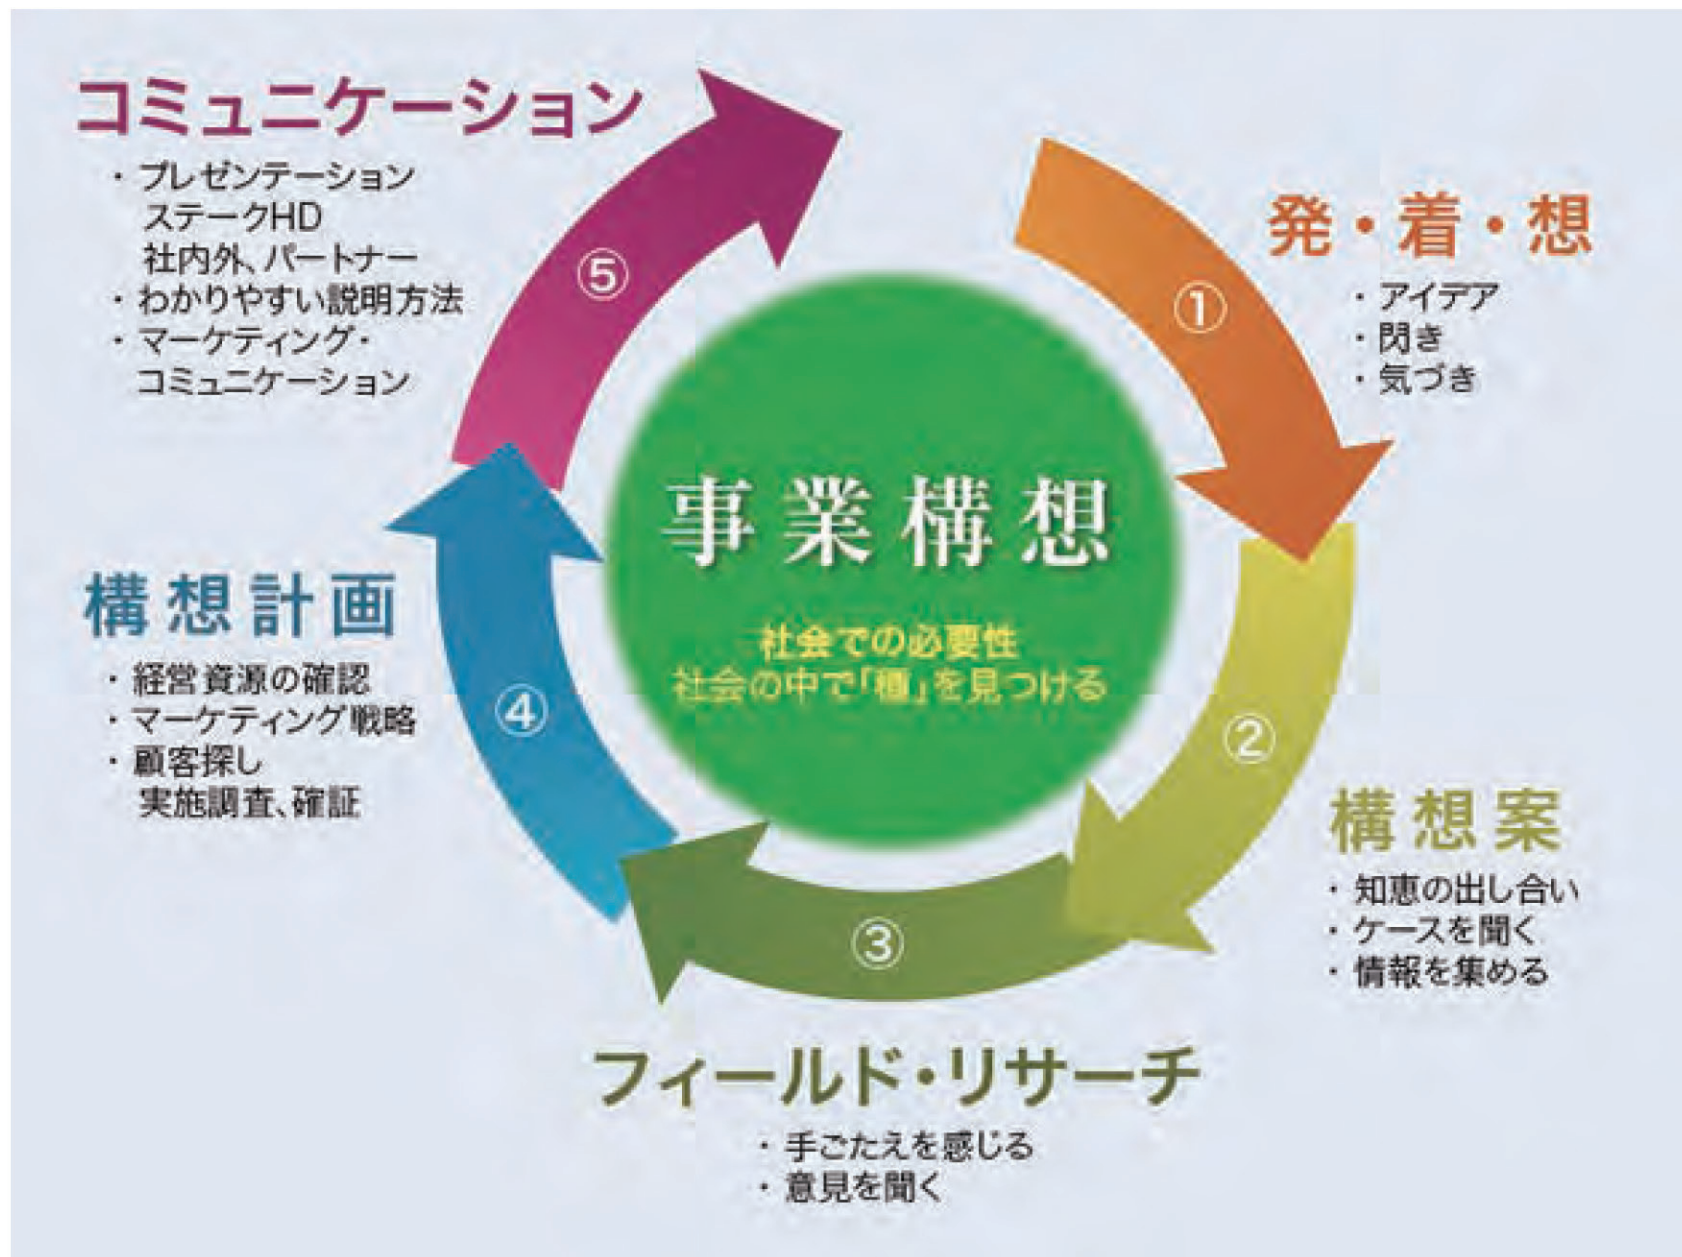 事業構想
社会での必要性
社会の中で「種」を見つける
①
発・着・想
・アイデア
・閃き
・気づき
②
構想案
・知恵の出し合い
・ケースを聞く
・情報を集める
③
フィールド・リサーチ
・手ごたえを感じる
・意見を聞く
④
構想計画
・経営資源の確認
・マーケティング戦略
・顧客探し
実施調査、確証
⑤
コミュニケーション
・プレゼンテーション
ステークHD
社内外、パートナー
・わかりやすい説明方法
・マーケティング・
コミュニケーション